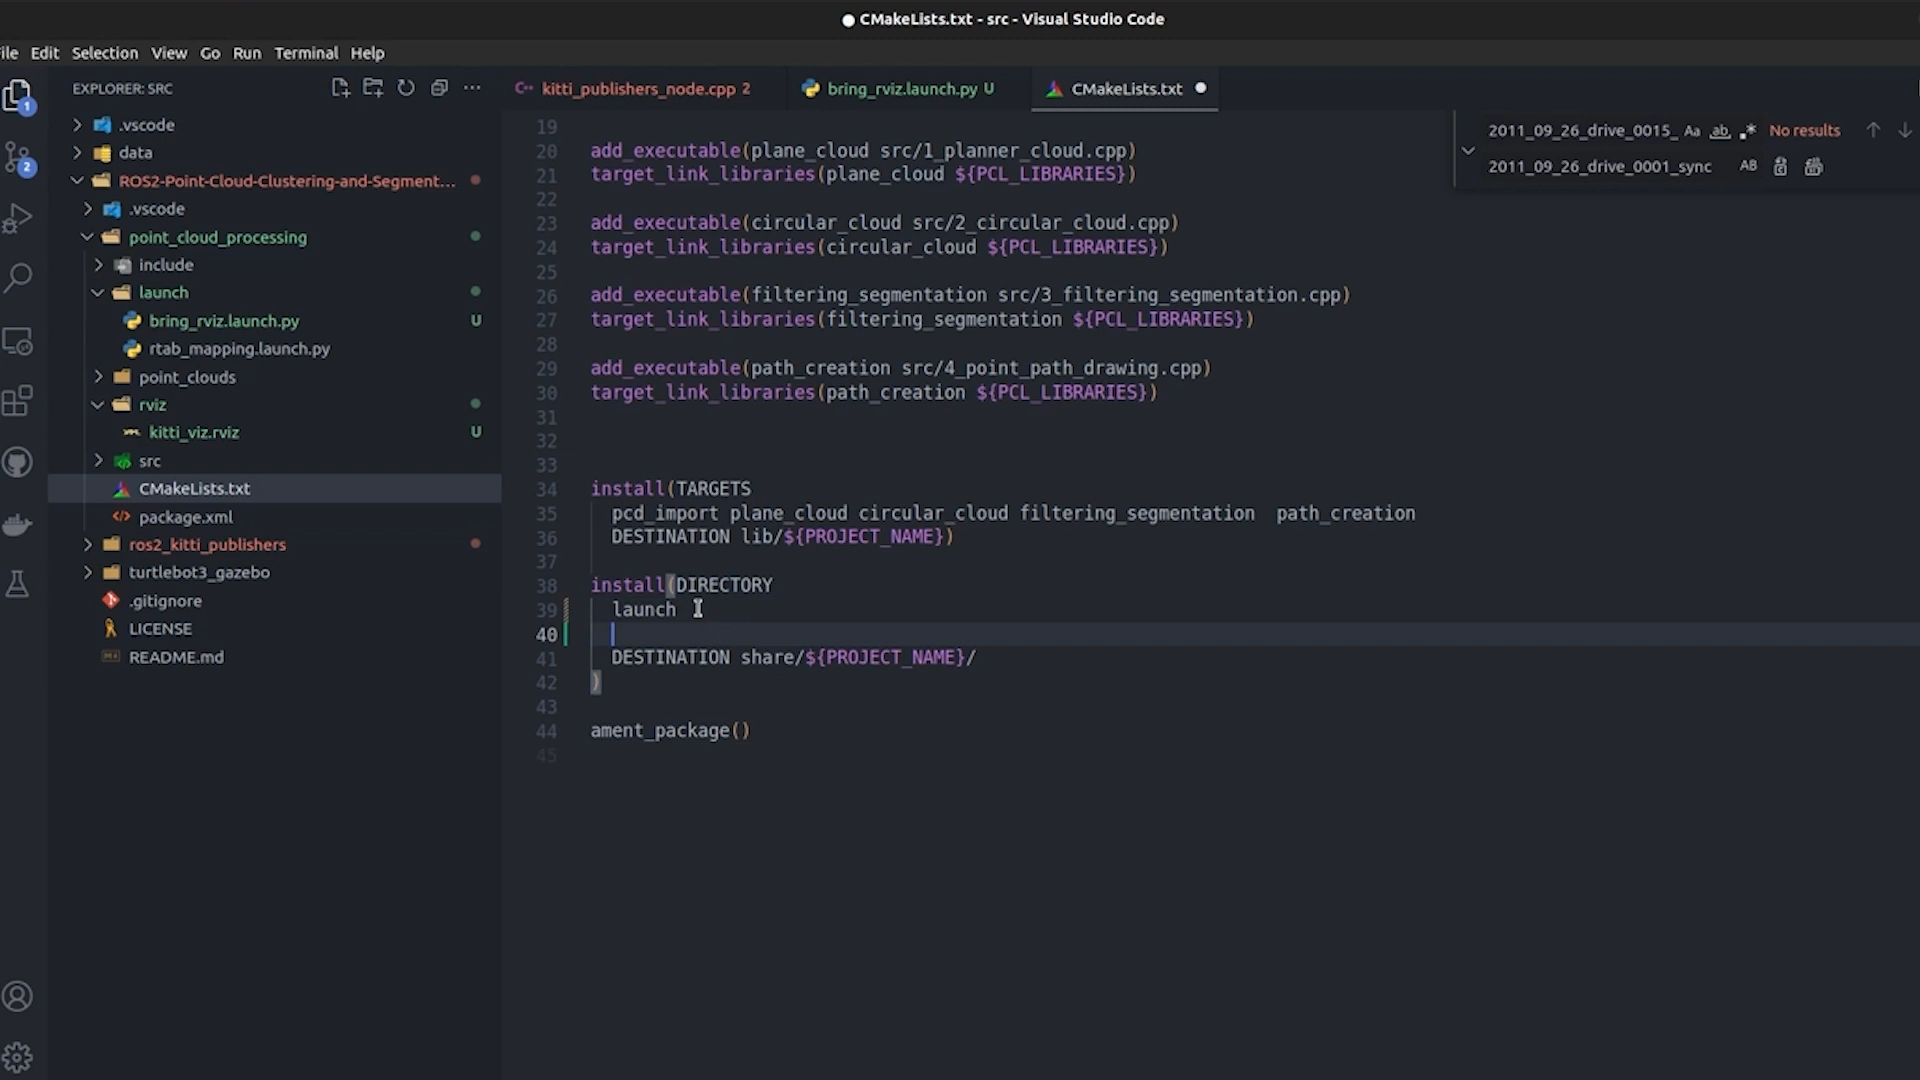 CMakeLists.txt - src - Visual Studio Code
ile Edit Selection View Go Run Terminal Help
EXPLORER: SRC
kitti_publishers_node.cpp 2
bring_rviz.launch.py U
CMakeLists.txt
2011_09_26_drive_0015_ Aa ab .* No results
2011_09_26_drive_0001_sync AB
1
2
.vscode
data
ROS2-Point-Cloud-Clustering-and-Segment...
.vscode
point_cloud_processing
include
launch
bring_rviz.launch.py U
rtab_mapping.launch.py
point_clouds
rviz
kitti_viz.rviz U
src
CMakeLists.txt
package.xml
ros2_kitti_publishers
turtlebot3_gazebo
.gitignore
LICENSE
README.md
19
20 add_executable(plane_cloud src/1_planner_cloud.cpp)
21 target_link_libraries(plane_cloud ${PCL_LIBRARIES})
22
23 add_executable(circular_cloud src/2_circular_cloud.cpp)
24 target_link_libraries(circular_cloud ${PCL_LIBRARIES})
25
26 add_executable(filtering_segmentation src/3_filtering_segmentation.cpp)
27 target_link_libraries(filtering_segmentation ${PCL_LIBRARIES})
28
29 add_executable(path_creation src/4_point_path_drawing.cpp)
30 target_link_libraries(path_creation ${PCL_LIBRARIES})
31
32
33
34 install(TARGETS
35 pcd_import plane_cloud circular_cloud filtering_segmentation  path_creation
36 DESTINATION lib/${PROJECT_NAME})
37
38 install(DIRECTORY
39 launch
40
41 DESTINATION share/${PROJECT_NAME}/
42 )
43
44 ament_package()
45